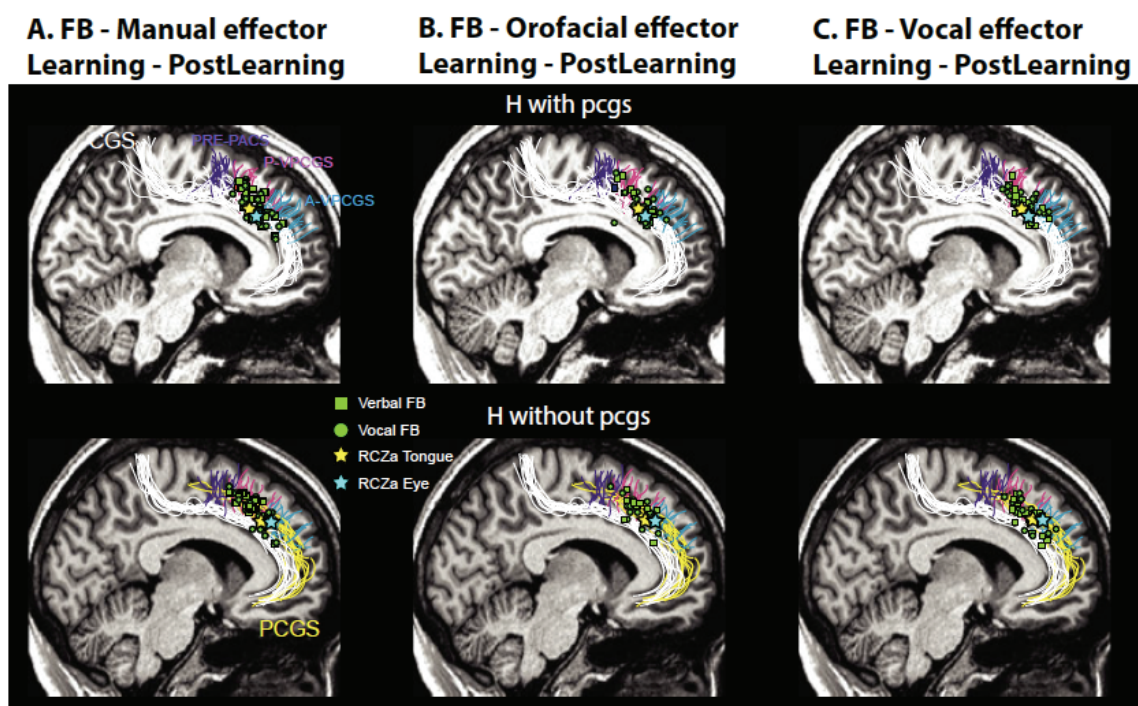 A. FB - Manual effector
Learning - PostLearning
B. FB - Orofacial effector
Learning - PostLearning
C. FB - Vocal effector
Learning - PostLearning
H with pcgs
CGS
PRE-PACS
P-VPCGS
A-VPCGS
Verbal FB
Vocal FB
RCZa Tongue
RCZa Eye
H without pcgs
PCGS